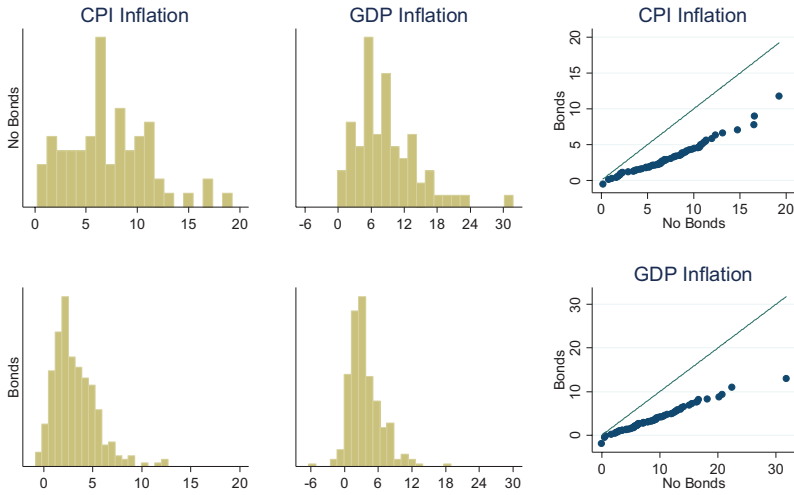 CPI Inflation
GDP Inflation
CPI Inflation
No Bonds
0 5 10 15 20
-6 0 6 12 18 24 30
Bonds
20
15
10
5
0
0 5 10 15 20
No Bonds
GDP Inflation
Bonds
0 5 10 15 20
-6 0 6 12 18 24 30
30
20
10
0
Bonds
0 10 20 30
No Bonds